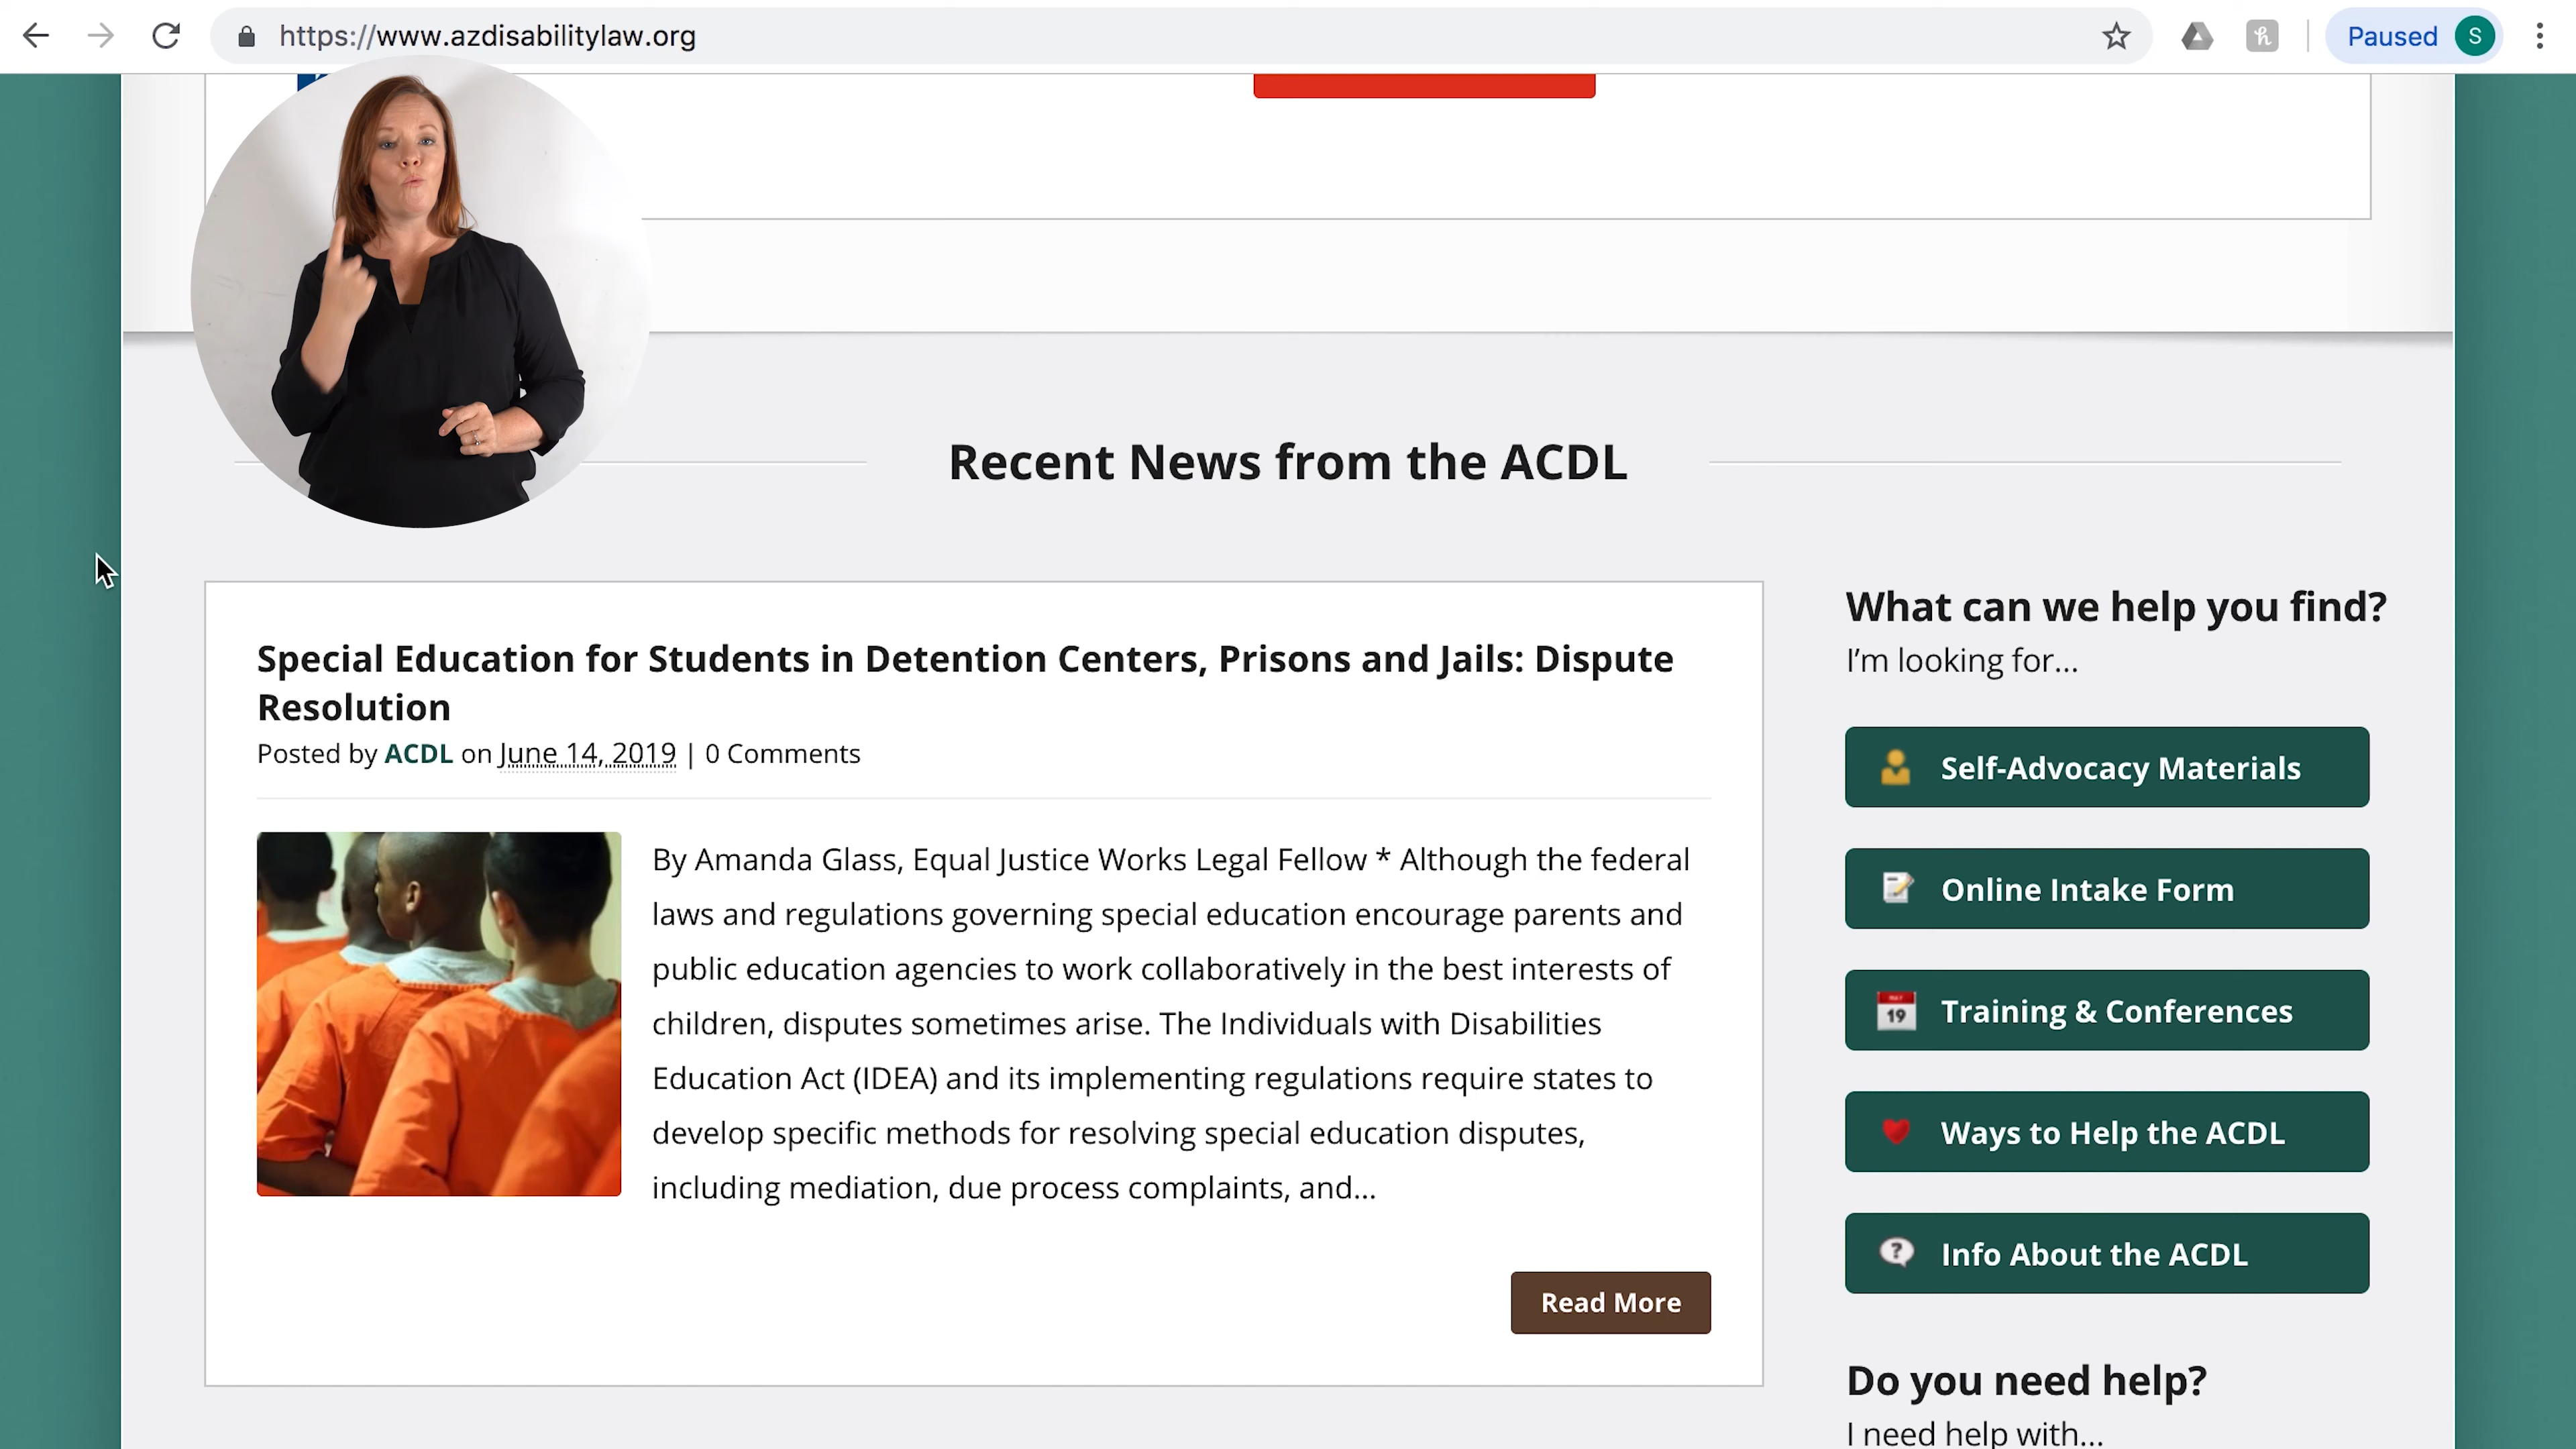 https://www.azdisabilitylaw.org
Paused
S
Recent News from the ACDL
Special Education for Students in Detention Centers, Prisons and Jails: Dispute
Resolution
Posted by ACDL on June 14, 2019 | 0 Comments
By Amanda Glass, Equal Justice Works Legal Fellow * Although the federal
laws and regulations governing special education encourage parents and
public education agencies to work collaboratively in the best interests of
children, disputes sometimes arise. The Individuals with Disabilities
Education Act (IDEA) and its implementing regulations require states to
develop specific methods for resolving special education disputes,
including mediation, due process complaints, and...
Read More
What can we help you find?
I'm looking for...
Self-Advocacy Materials
Online Intake Form
19
Training & Conferences
Ways to Help the ACDL
?
Info About the ACDL
Do you need help?
I need help with...